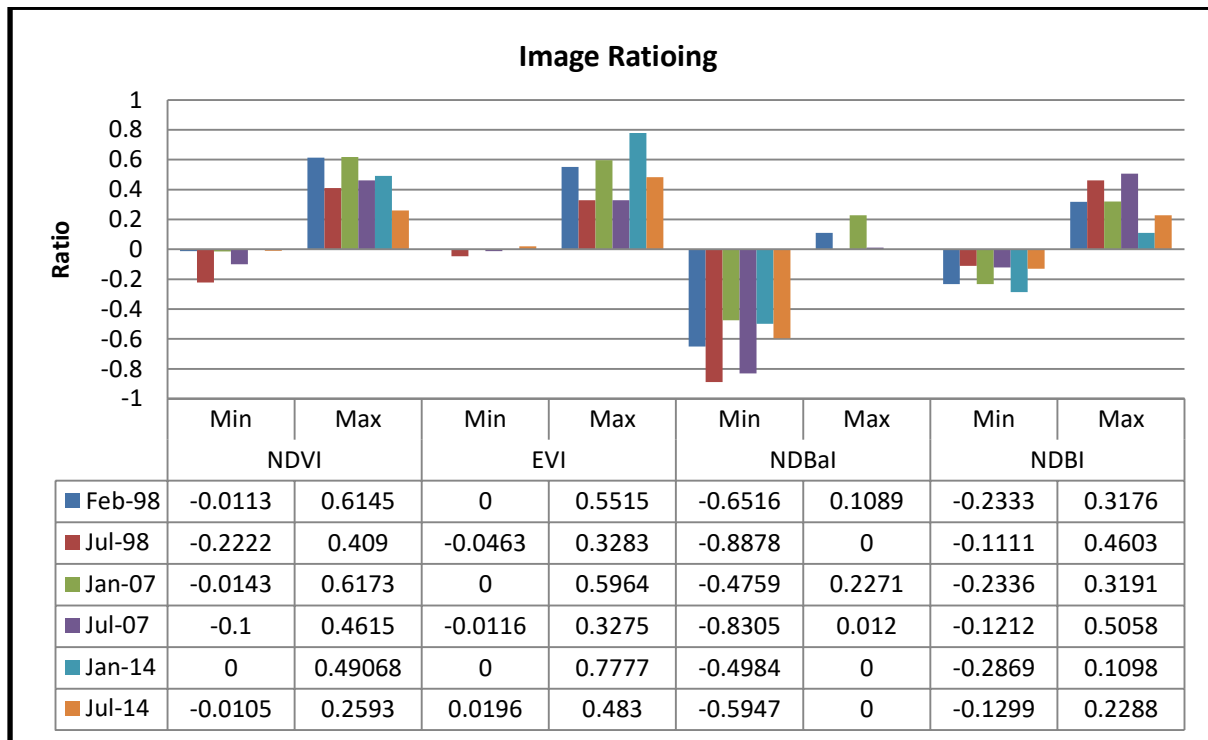 Image Ratioing
Ratio
1
0.8
0.6
0.4
0.2
0
-0.2
-0.4
-0.6
-0.8
-1
Min Max Min Max Min Max Min Max
NDVI EVI NDBaI NDBI
Feb-98 -0.0113 0.6145 0 0.5515 -0.6516 0.1089 -0.2333 0.3176
Jul-98 -0.2222 0.409 -0.0463 0.3283 -0.8878 0 -0.1111 0.4603
Jan-07 -0.0143 0.6173 0 0.5964 -0.4759 0.2271 -0.2336 0.3191
Jul-07 -0.1 0.4615 -0.0116 0.3275 -0.8305 0.012 -0.1212 0.5058
Jan-14 0 0.49068 0 0.7777 -0.4984 0 -0.2869 0.1098
Jul-14 -0.0105 0.2593 0.0196 0.483 -0.5947 0 -0.1299 0.2288